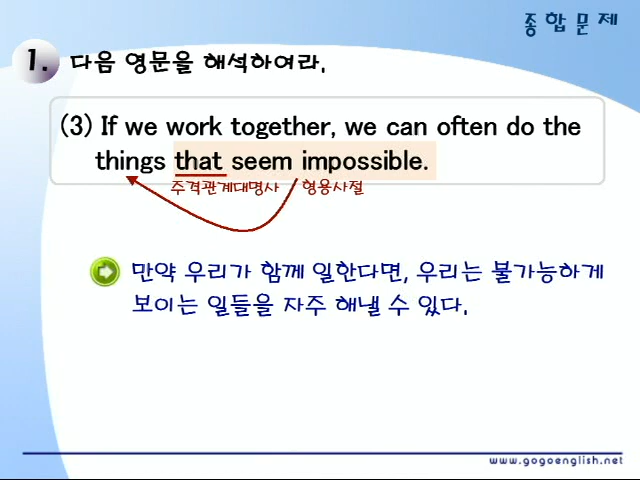 종합문제
1. 다음 영문을 해석하여라.
(3) If we work together, we can often do the
things that seem impossible.
주격관계대명사 형용사절
만약 우리가 함께 일한다면, 우리는 불가능하게
보이는 일들을 자주 해낼 수 있다.
www.gogoenglish.net